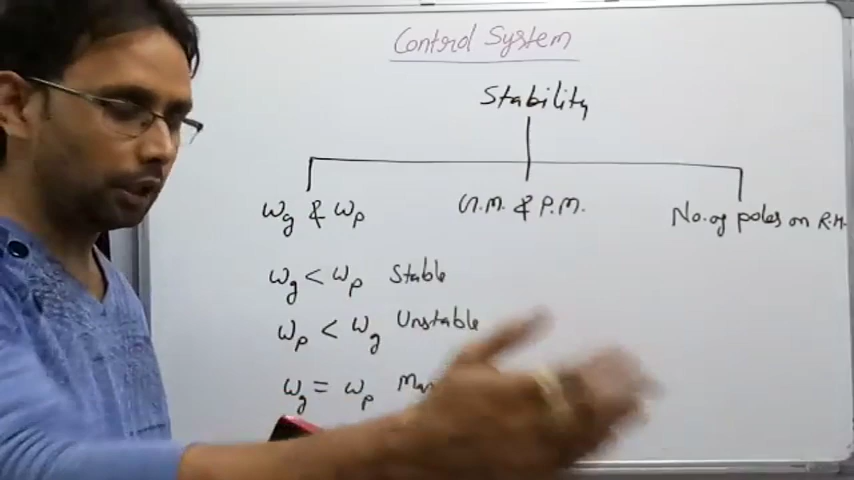 Control System
Stability
ωg & ωp
G.M. & P.M.
No. of poles on R.H.
ωg < ωp Stable
ωp < ωg Unstable
ωg = ωp